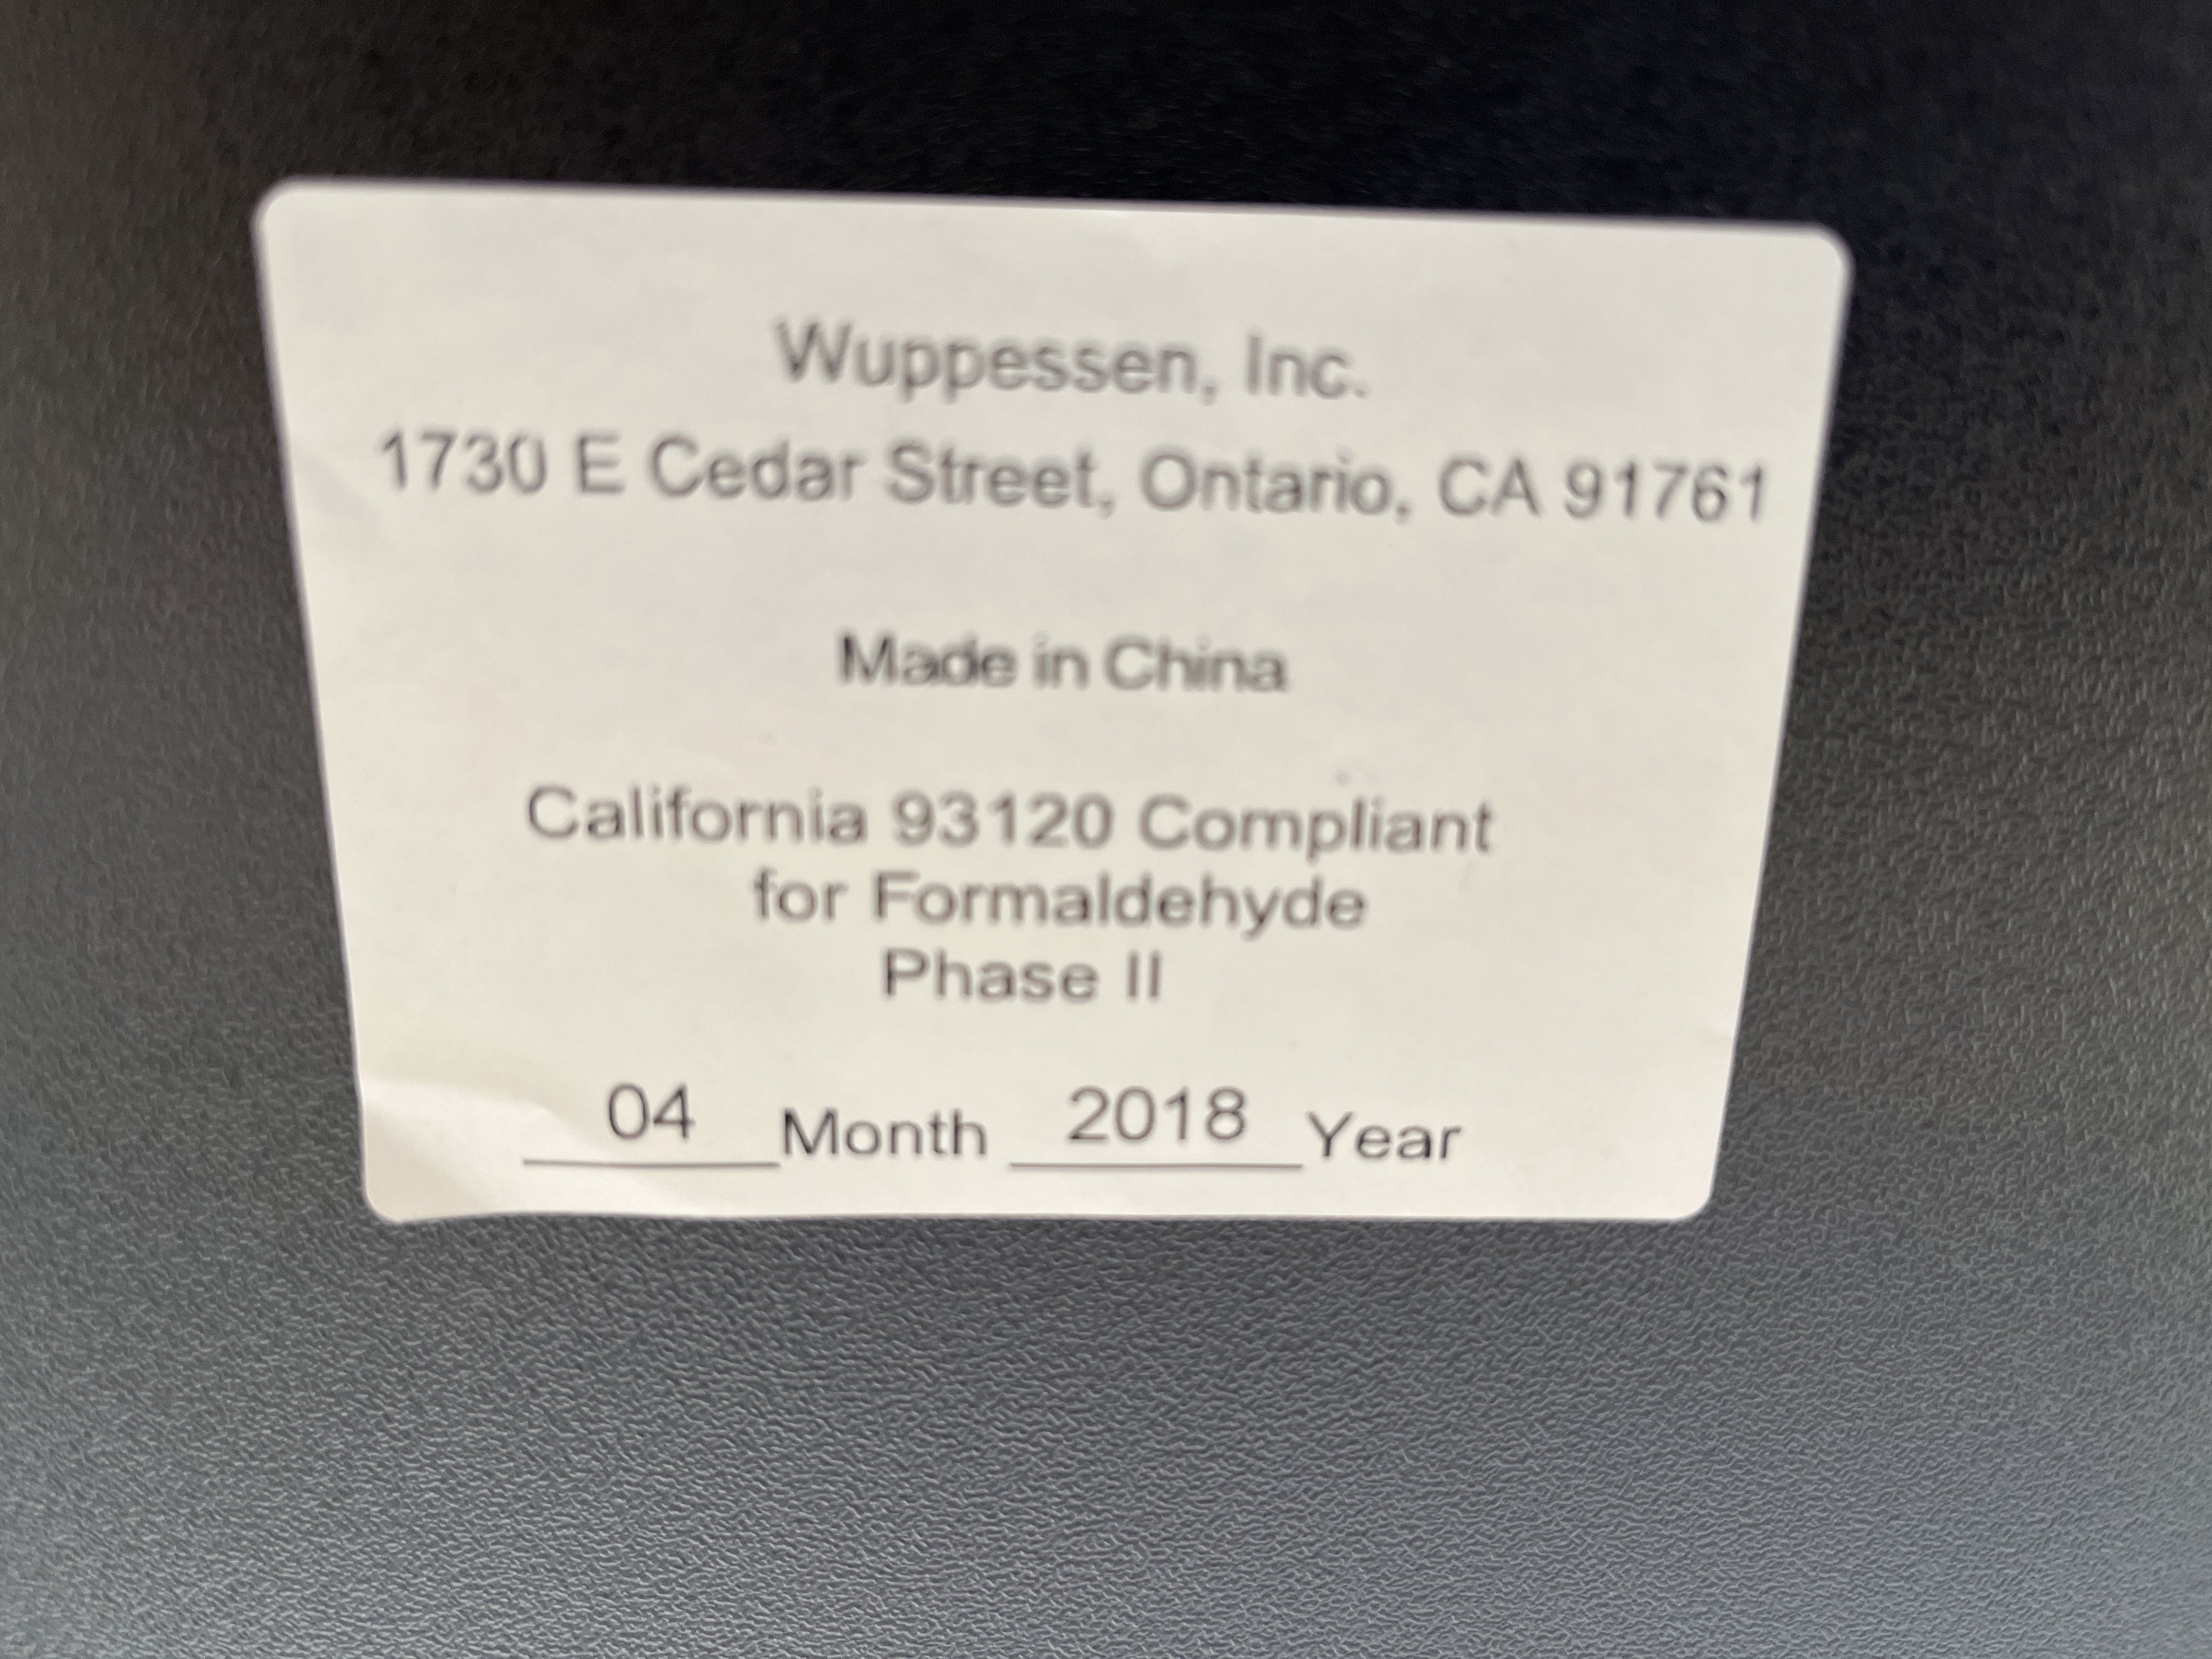 Wuppessen, Inc.
1730 E Cedar Street, Ontario, CA 91761
Made in China
California 93120 Compliant
for Formaldehyde
Phase II
04 Month 2018 Year